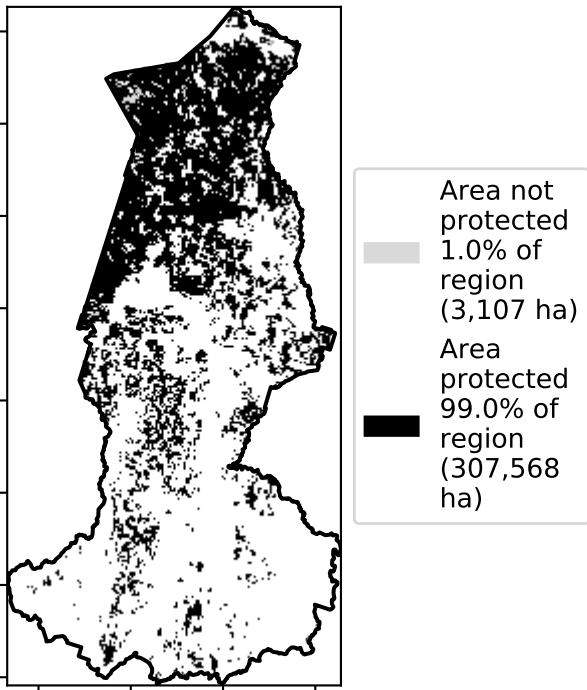 Area not
protected
1.0% of
region
(3,107 ha)
Area
protected
99.0% of
region
(307,568
ha)